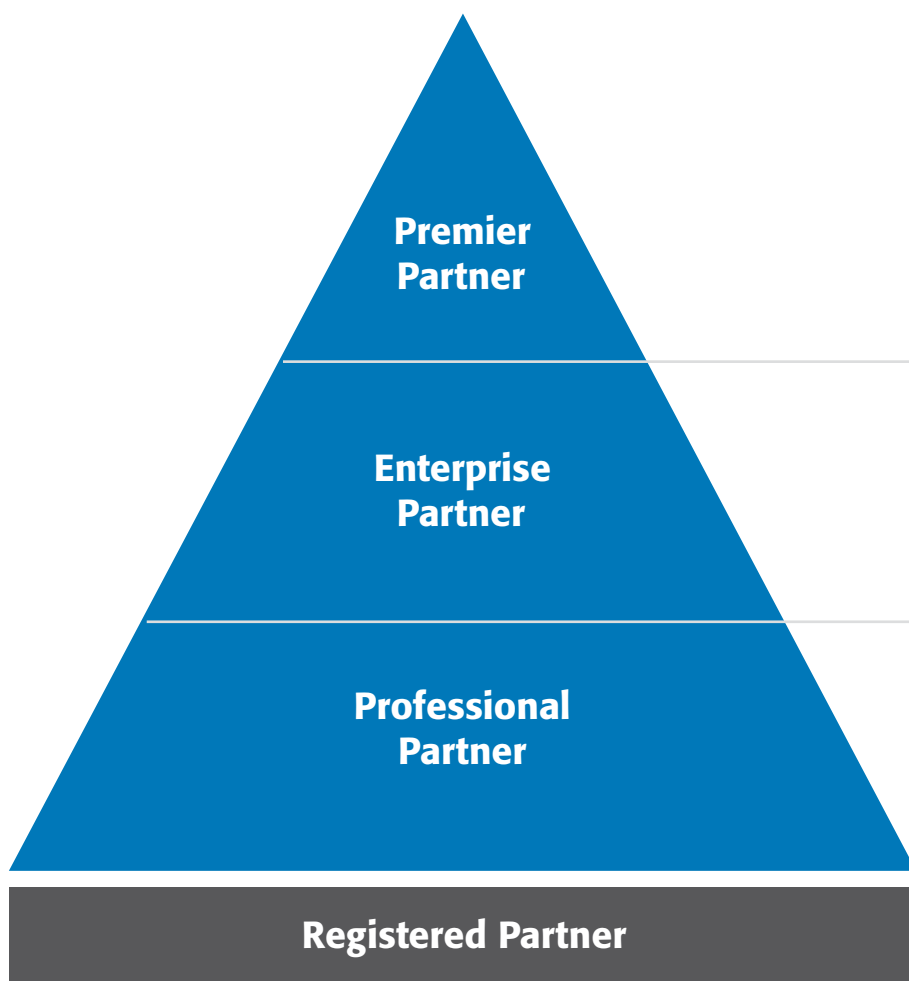 Premier
Partner
Enterprise
Partner
Professional
Partner
Registered Partner